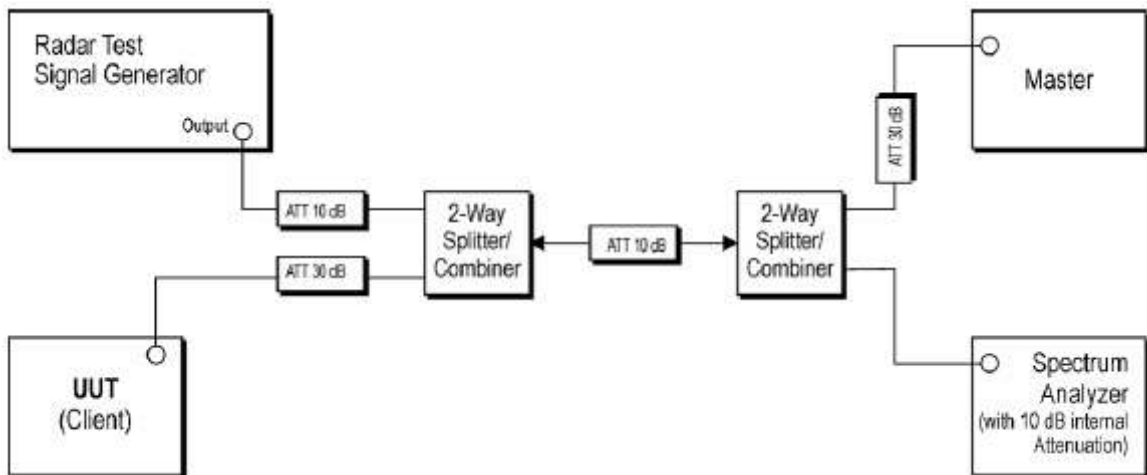 Radar Test
Signal Generator
Output
Master
ATT 30 dB
ATT 10 dB
2-Way
Splitter/
Combiner
ATT 10 dB
2-Way
Splitter/
Combiner
ATT 30 dB
UUT
(Client)
Spectrum
Analyzer
(with 10 dB internal
Attenuation)